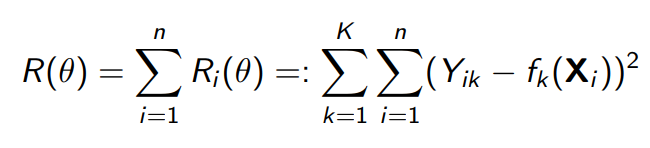 R(θ) = ∑_{i=1}^{n} R_i(θ) =: ∑_{k=1}^{K} ∑_{i=1}^{n} (Y_{ik} − f_k(𝐗_i))²